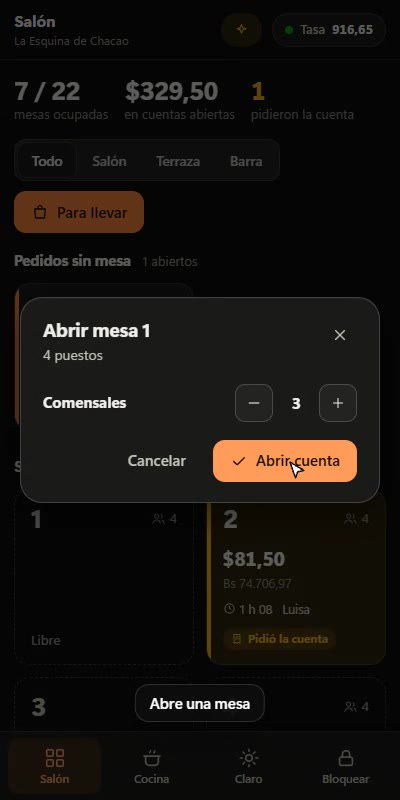 Salón
La Esquina de Chacao
Tasa 916,65
7 / 22
mesas ocupadas
$329,50
en cuentas abiertas
1
pidieron la cuenta
Todo
Salón
Terraza
Barra
Para llevar
Pedidos sin mesa 1 abiertos
Abrir mesa 1
4 puestos
Comensales
3
Cancelar
Abrir cuenta
1
4
Libre
2
4
$81,50
Bs 74.706,97
1 h 08 Luisa
Pidió la cuenta
3
4
Abre una mesa
Salón
Cocina
Claro
Bloquear